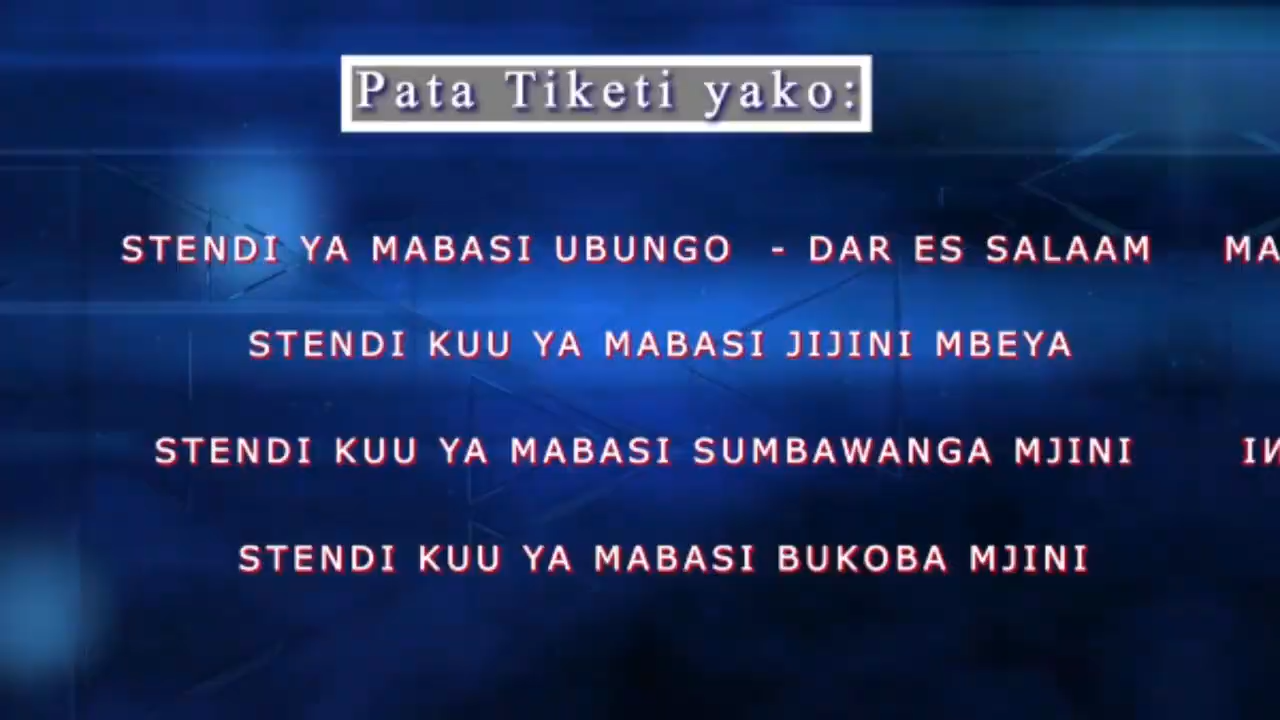 Pata Tiketi yako:
STENDI YA MABASI UBUNGO - DAR ES SALAAM
STENDI KUU YA MABASI JIJINI MBEYA
STENDI KUU YA MABASI SUMBAWANGA MJINI
STENDI KUU YA MABASI BUKOBA MJINI